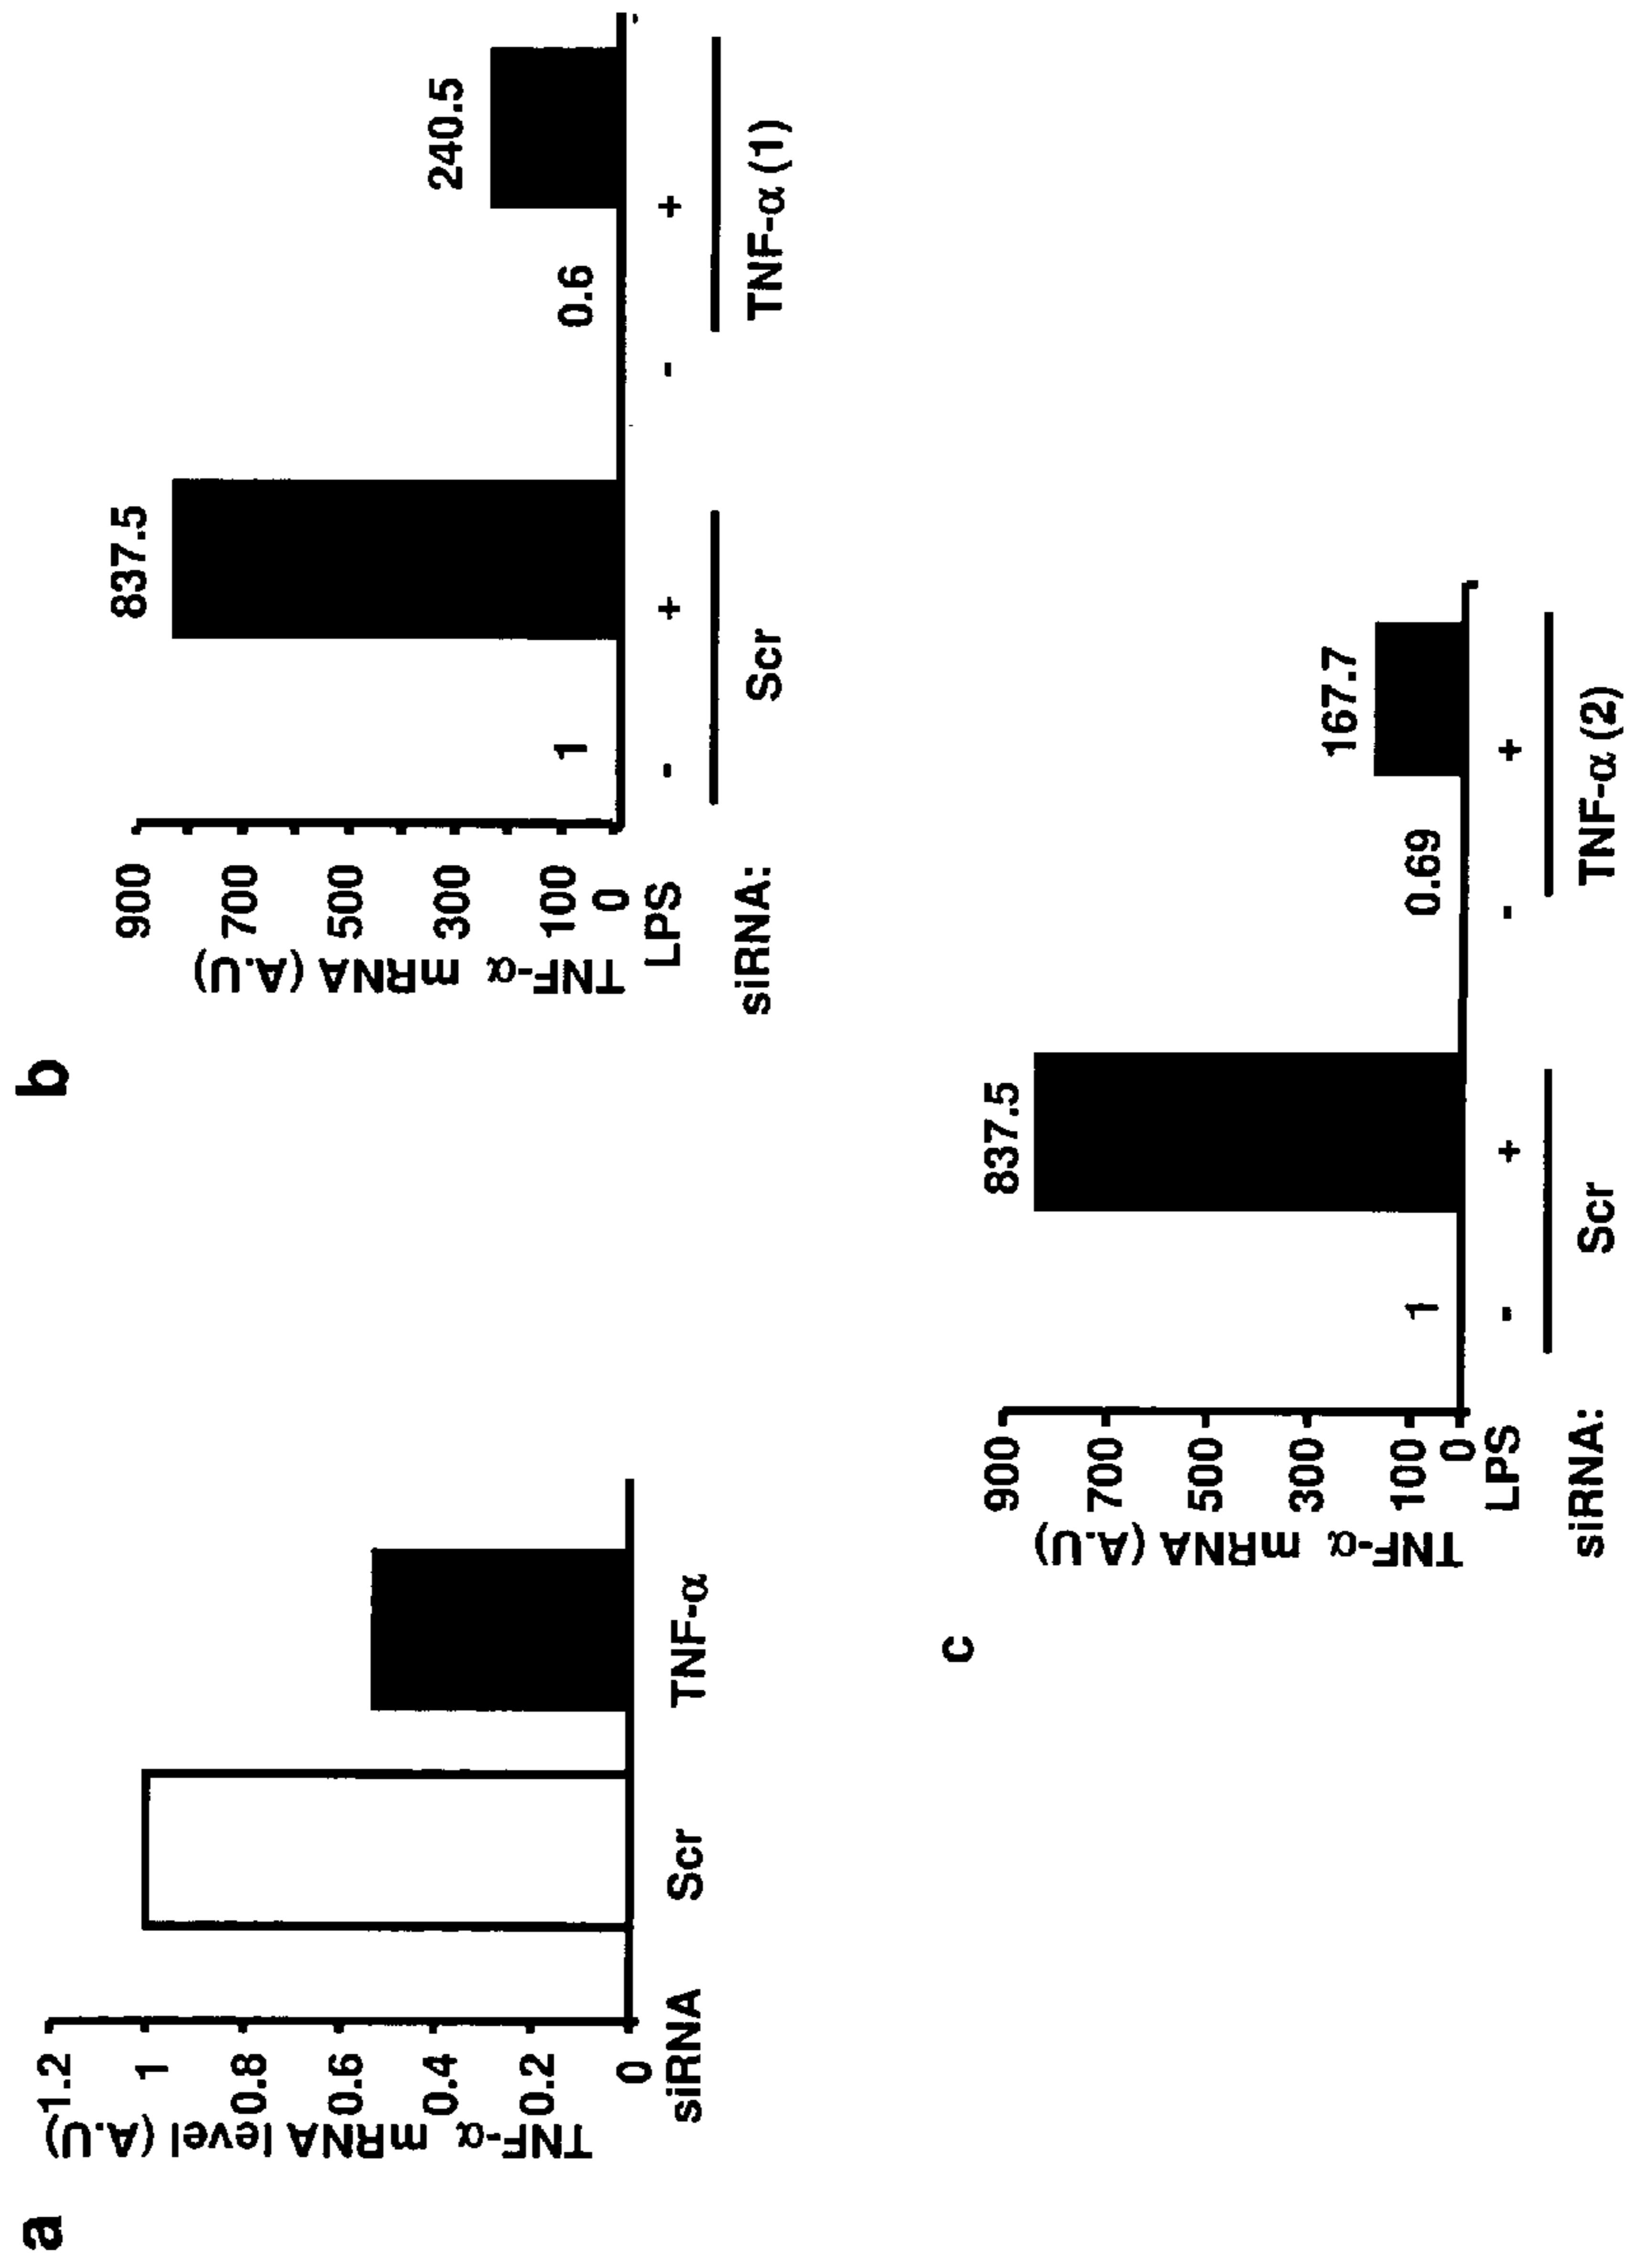 a
TNF-α mRNA level (A.U)
1.2
1
0.8
0.6
0.4
0.2
0
siRNA Scr TNF-α
b
TNF-α mRNA (A.U)
900
700
500
300
100
0
1 837.5 0.6 240.5
LPS - + - +
siRNA: Scr TNF-α (1)
c
TNF-α mRNA (A.U)
900
700
500
300
100
0
1 837.5 0.69 167.7
LPS - + - +
siRNA: Scr TNF-α (2)